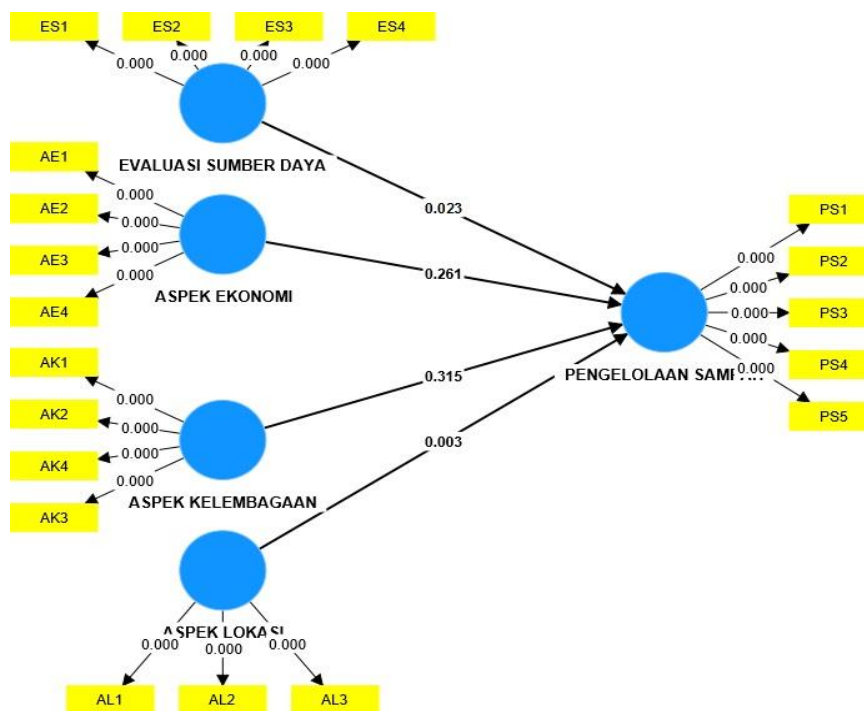 ES1 ES2 ES3 ES4
0.000 0.000 0.000 0.000
EVALUASI SUMBER DAYA
AE1
AE2
AE3
AE4
0.000
0.000
0.000
0.000
ASPEK EKONOMI
AK1
AK2
AK4
AK3
0.000
0.000
0.000
0.000
ASPEK KELEMBAGAAN
ASPEK LOKASI
0.000 0.000 0.000
AL1 AL2 AL3
0.023
0.261
0.315
0.003
PENGELOLAAN
0.000
0.000
0.000
0.000
0.000
PS1
PS2
PS3
PS4
PS5